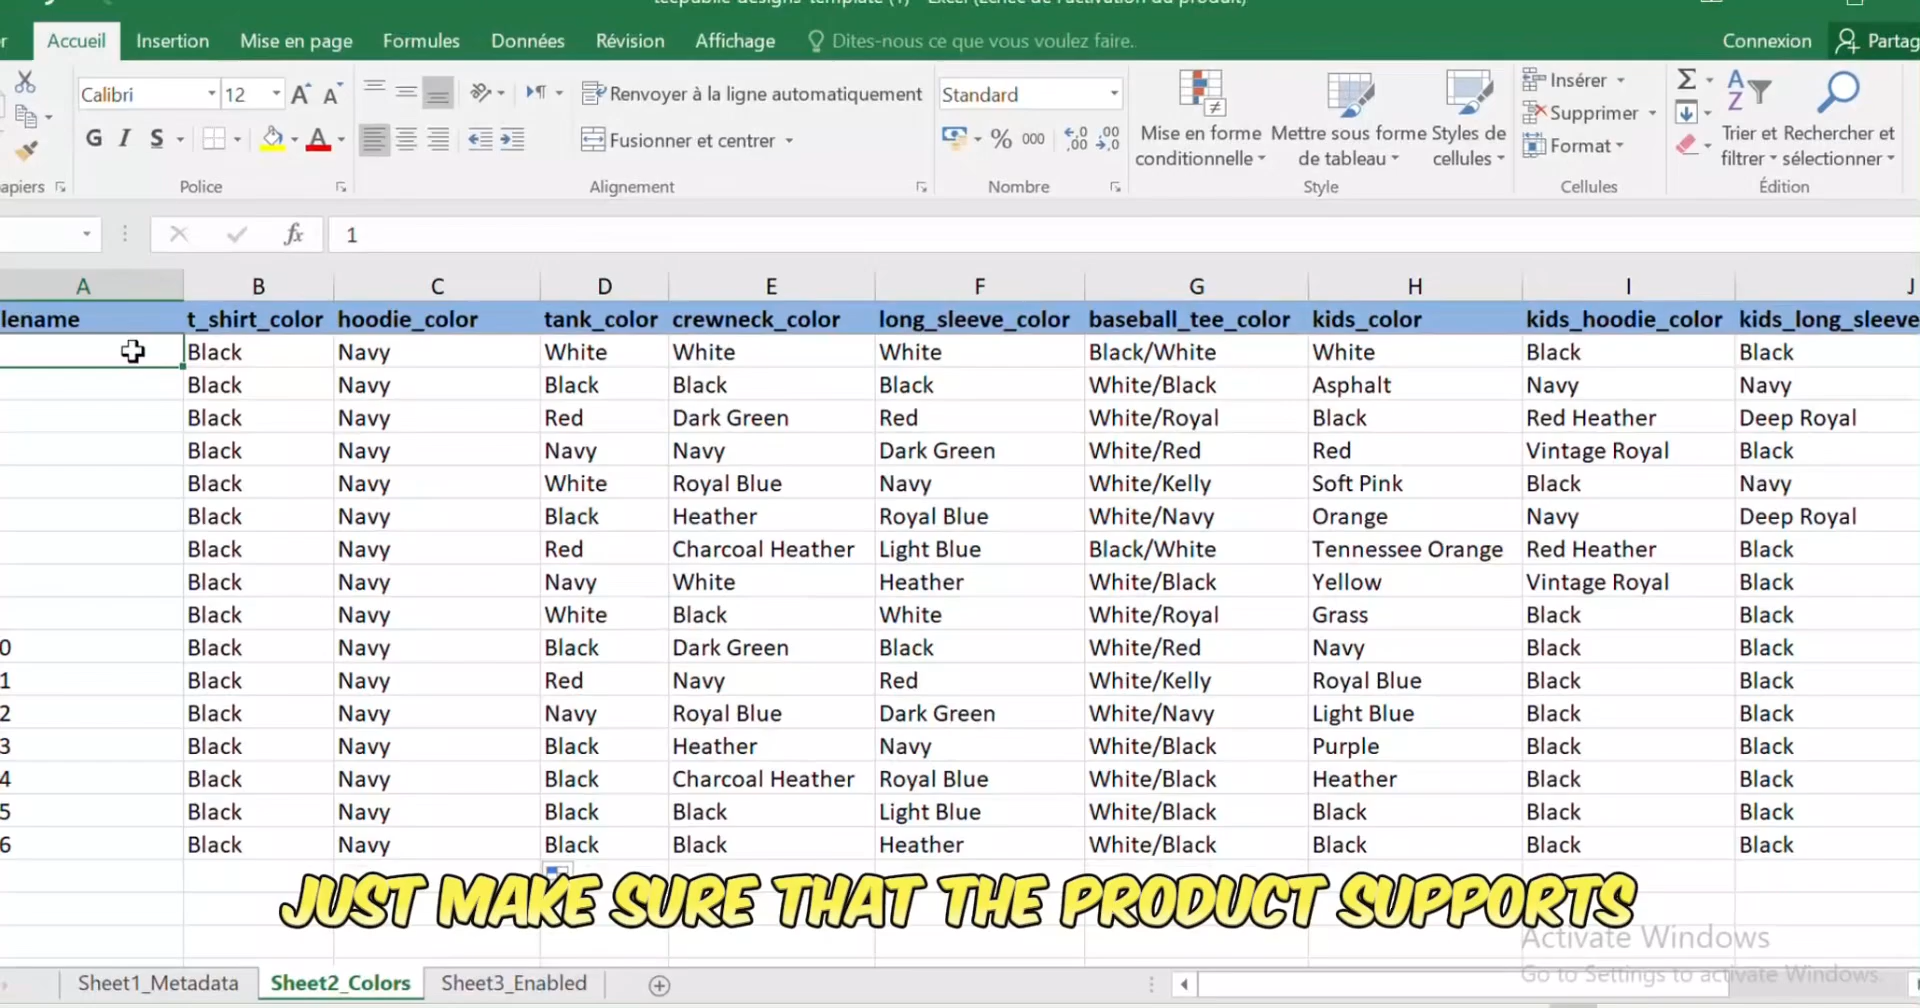 teepublic-designs-template (1) - Excel (Échec de l'activation du produit)
Accueil Insertion Mise en page Formules Données Révision Affichage Dites-nous ce que vous voulez faire.. Connexion Partag
Calibri 12 Renvoyer à la ligne automatiquement Standard Insérer
G I S A Fusionner et centrer % 000 Mise en forme conditionnelle Mettre sous forme de tableau Styles de cellules Supprimer Format Trier et filtrer Rechercher et sélectionner
apiers Police Alignement Nombre Style Cellules Édition
fx 1
A B C D E F G H I J
lename t_shirt_color hoodie_color tank_color crewneck_color long_sleeve_color baseball_tee_color kids_color kids_hoodie_color kids_long_sleeve
Black Navy White White White Black/White White Black Black
Black Navy Black Black Black White/Black Asphalt Navy Navy
Black Navy Red Dark Green Red White/Royal Black Red Heather Deep Royal
Black Navy Navy Navy Dark Green White/Red Red Vintage Royal Black
Black Navy White Royal Blue Navy White/Kelly Soft Pink Black Navy
Black Navy Black Heather Royal Blue White/Navy Orange Navy Deep Royal
Black Navy Red Charcoal Heather Light Blue Black/White Tennessee Orange Red Heather Black
Black Navy Navy White Heather White/Black Yellow Vintage Royal Black
Black Navy White Black White White/Royal Grass Black Black
0 Black Navy Black Dark Green Black White/Red Navy Black Black
1 Black Navy Red Navy Red White/Kelly Royal Blue Black Black
2 Black Navy Navy Royal Blue Dark Green White/Navy Light Blue Black Black
3 Black Navy Black Heather Navy White/Black Purple Black Black
4 Black Navy Black Charcoal Heather Royal Blue White/Black Heather Black Black
5 Black Navy Black Black Light Blue White/Black Black Black Black
6 Black Navy Black Black Heather White/Black Black Black Black
JUST MAKE SURE THAT THE PRODUCT SUPPORTS
Activate Windows
Go to Settings to activate Windows.
Sheet1_Metadata Sheet2_Colors Sheet3_Enabled